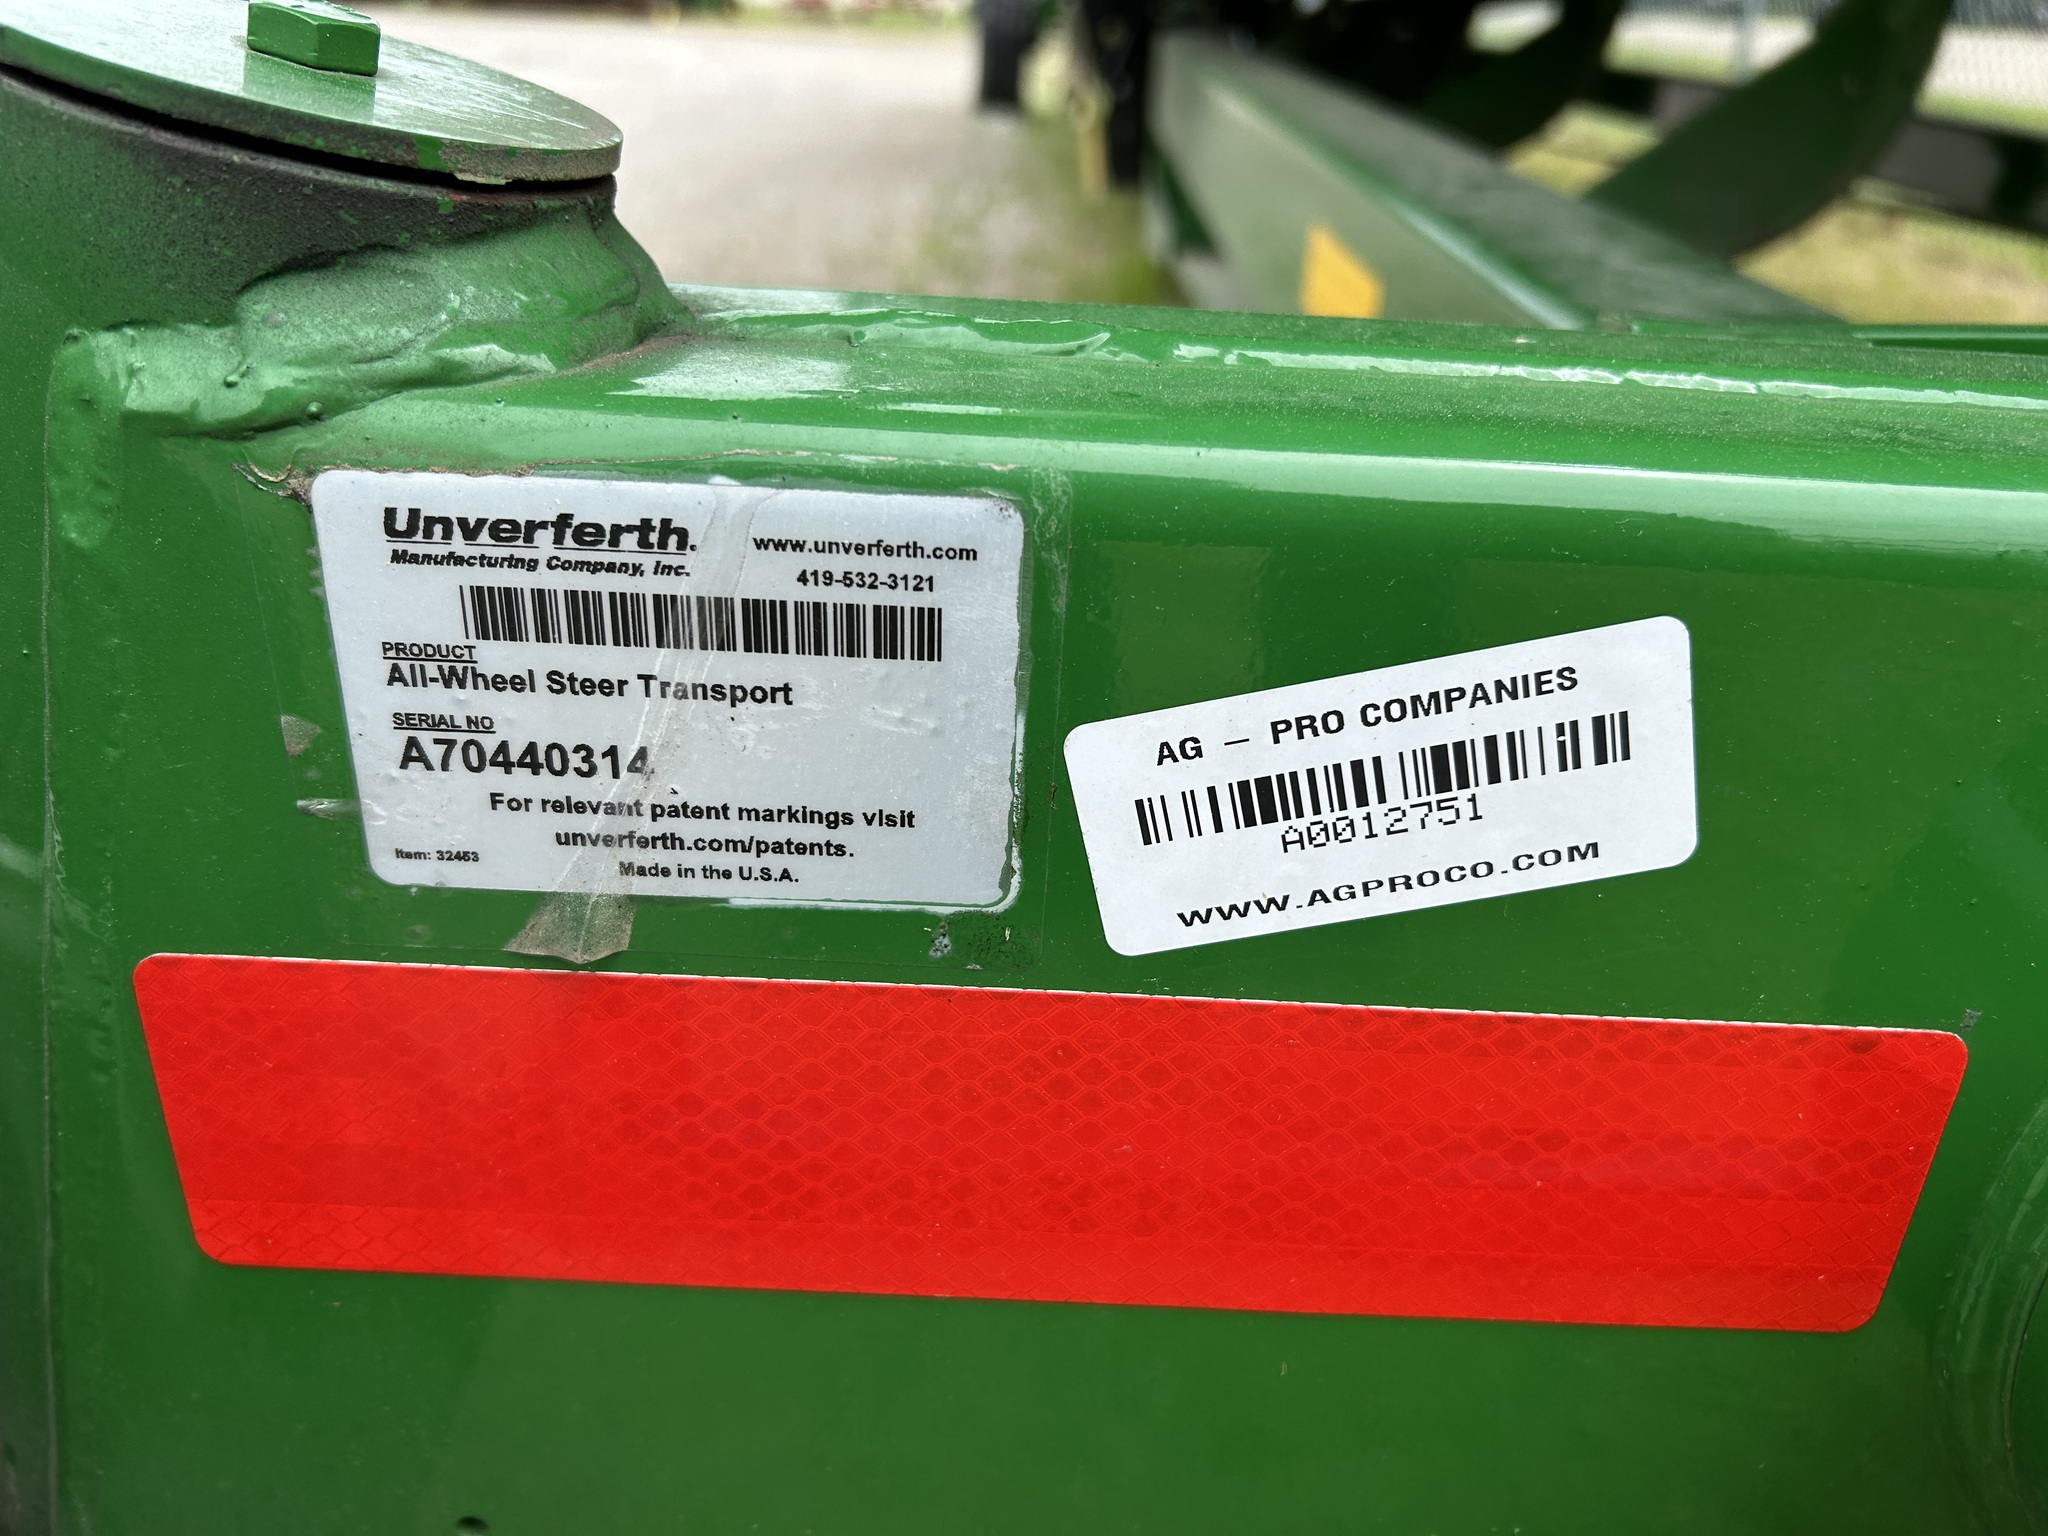 Unverferth.
Manufacturing Company, Inc.
www.unverferth.com
419-532-3121
PRODUCT
All-Wheel Steer Transport
SERIAL NO
A70440314
For relevant patent markings visit
unverferth.com/patents.
Item: 32453
Made in the U.S.A.
AG - PRO COMPANIES
A0012751
WWW.AGPROCO.COM